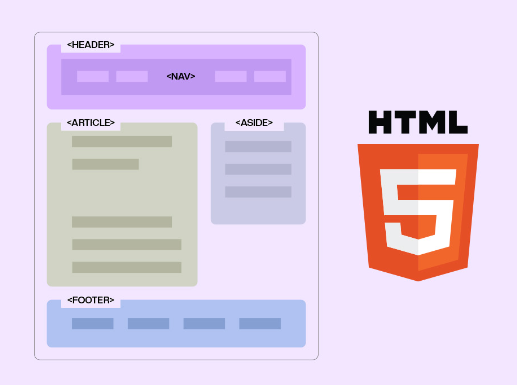 <HEADER>
<NAV>
<ARTICLE>
<ASIDE>
<FOOTER>
HTML
5